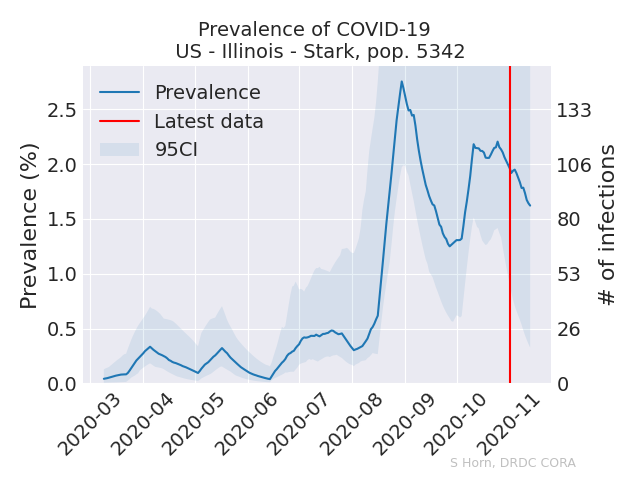 Prevalence of COVID-19
US - Illinois - Stark, pop. 5342
Prevalence
Latest data
95CI
Prevalence (%)
2.5
2.0
1.5
1.0
0.5
0.0
133
106
80
53
26
0
# of infections
2020-03
2020-04
2020-05
2020-06
2020-07
2020-08
2020-09
2020-10
2020-11
S Horn, DRDC CORA